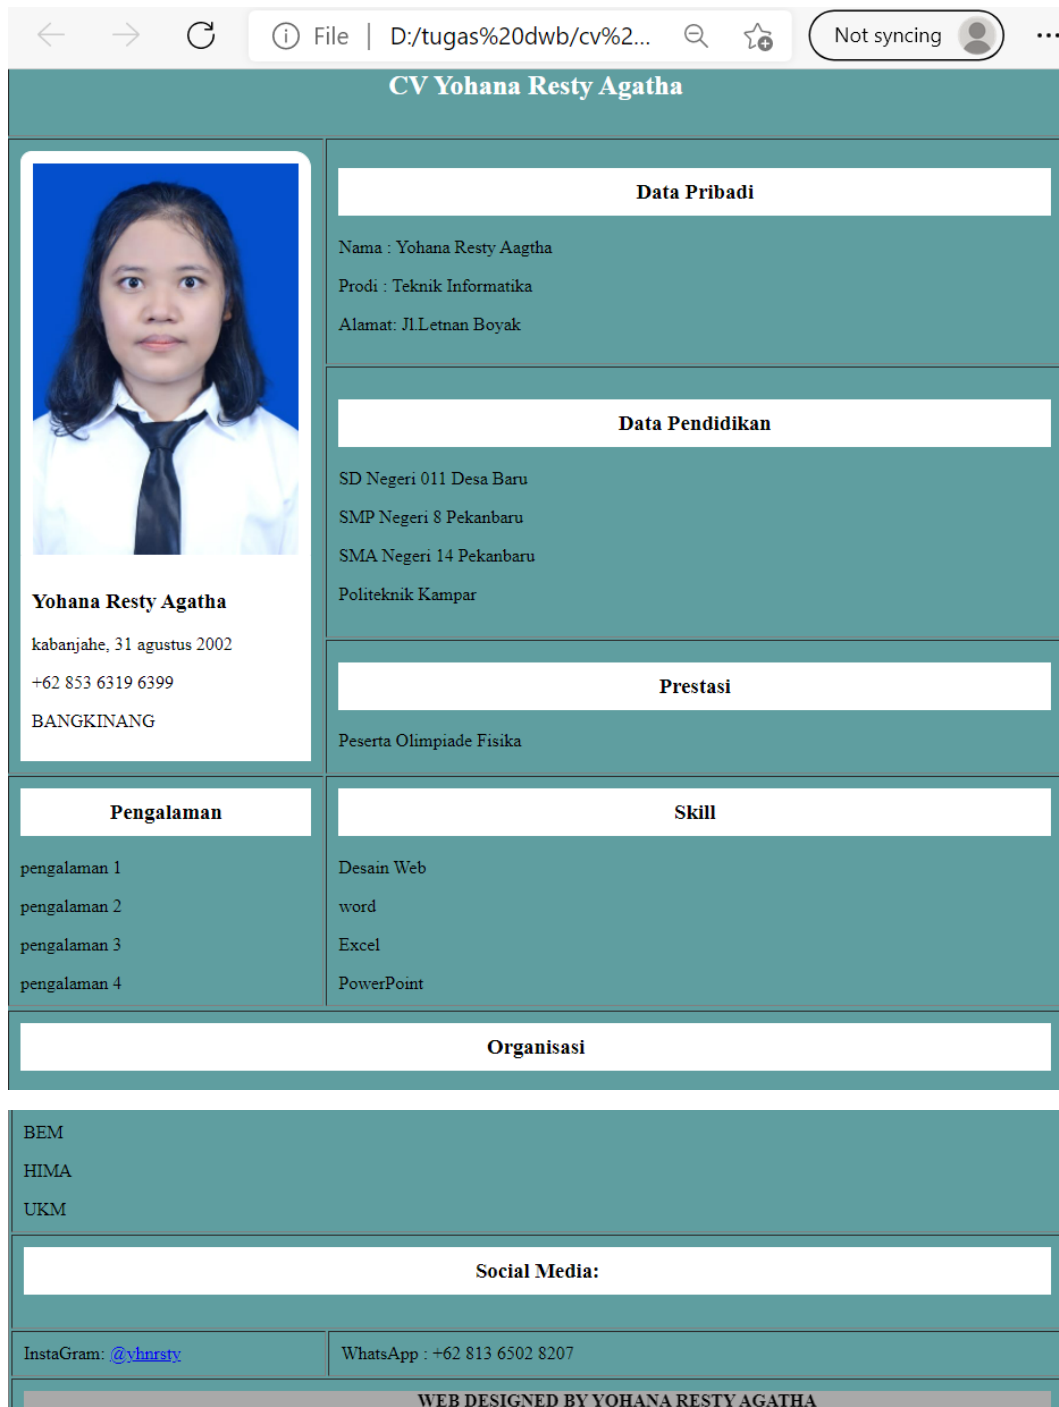 File | D:/tugas%20dwb/cv%2...
Not syncing
CV Yohana Resty Agatha
Yohana Resty Agatha
kabanjahe, 31 agustus 2002
+62 853 6319 6399
BANGKINANG
Data Pribadi
Nama : Yohana Resty Aagtha
Prodi : Teknik Informatika
Alamat: Jl.Letnan Boyak
Data Pendidikan
SD Negeri 011 Desa Baru
SMP Negeri 8 Pekanbaru
SMA Negeri 14 Pekanbaru
Politeknik Kampar
Prestasi
Peserta Olimpiade Fisika
Pengalaman
pengalaman 1
pengalaman 2
pengalaman 3
pengalaman 4
Skill
Desain Web
word
Excel
PowerPoint
Organisasi
BEM
HIMA
UKM
Social Media:
InstaGram: @yhnrsty
WhatsApp : +62 813 6502 8207
WEB DESIGNED BY YOHANA RESTY AGATHA